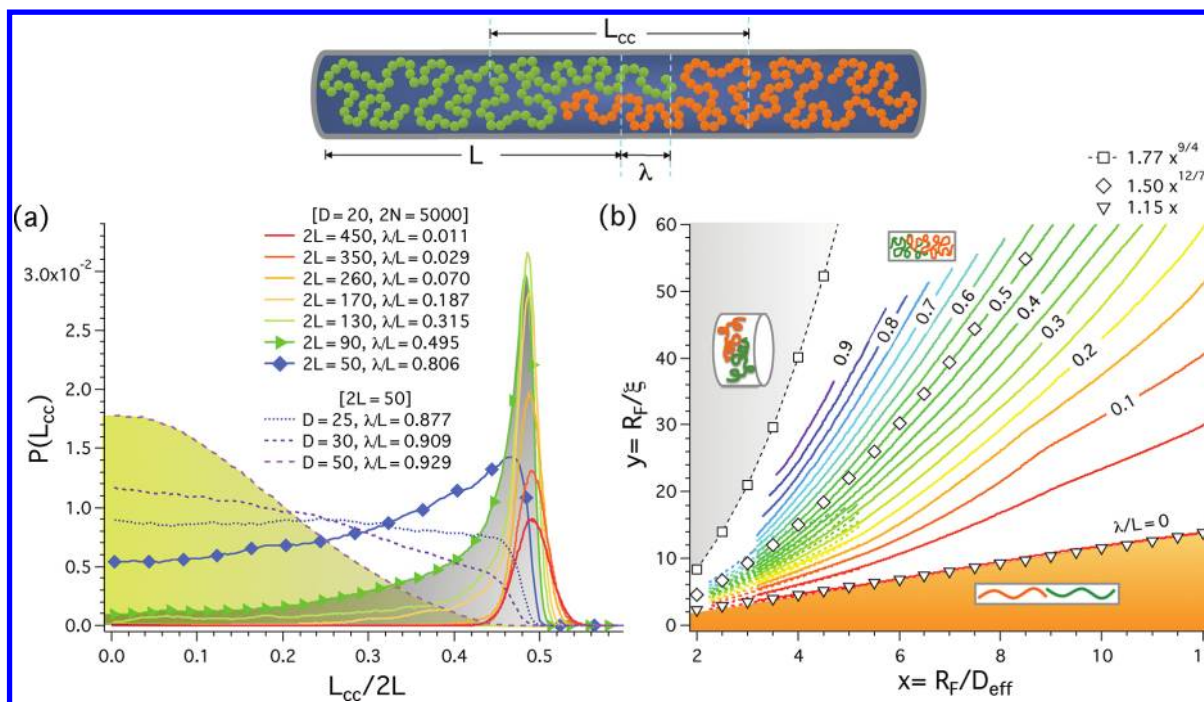 L_cc
L
λ
(a)
[D=20, 2N=5000]
2L=450, λ/L=0.011
2L=350, λ/L=0.029
2L=260, λ/L=0.070
2L=170, λ/L=0.187
2L=130, λ/L=0.315
2L=90, λ/L=0.495
2L=50, λ/L=0.806
[2L=50]
D=25, λ/L=0.877
D=30, λ/L=0.909
D=50, λ/L=0.929
P(L_cc)
3.0x10^-2
2.5
2.0
1.5
1.0
0.5
0.0
0.0 0.1 0.2 0.3 0.4 0.5
L_cc/2L
(b)
1.77 x^9/4
1.50 x^12/7
1.15 x
y= R_F/ξ
60
50
40
30
20
10
0
0.9
0.8
0.7
0.6
0.5
0.4
0.3
0.2
0.1
λ/L=0
2 4 6 8 10
x= R_F/D_eff